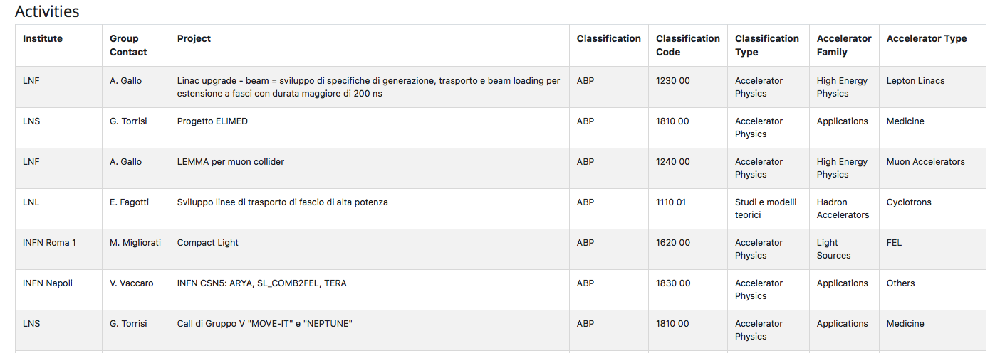 Activities
Institute Group Contact Project Classification Classification Code Classification Type Accelerator Family Accelerator Type
LNF A. Gallo Linac upgrade - beam = sviluppo di specifiche di generazione, trasporto e beam loading per estensione a fasci con durata maggiore di 200 ns ABP 1230 00 Accelerator Physics High Energy Physics Lepton Linacs
LNS G. Torrisi Progetto ELIMED ABP 1810 00 Accelerator Physics Applications Medicine
LNF A. Gallo LEMMA per muon collider ABP 1240 00 Accelerator Physics High Energy Physics Muon Accelerators
LNL E. Fagotti Sviluppo linee di trasporto di fascio di alta potenza ABP 1110 01 Studi e modelli teorici Hadron Accelerators Cyclotrons
INFN Roma 1 M. Migliorati Compact Light ABP 1620 00 Accelerator Physics Light Sources FEL
INFN Napoli V. Vaccaro INFN CSN5: ARYA, SL_COMB2FEL, TERA ABP 1830 00 Accelerator Physics Applications Others
LNS G. Torrisi Call di Gruppo V "MOVE-IT" e "NEPTUNE" ABP 1810 00 Accelerator Physics Applications Medicine